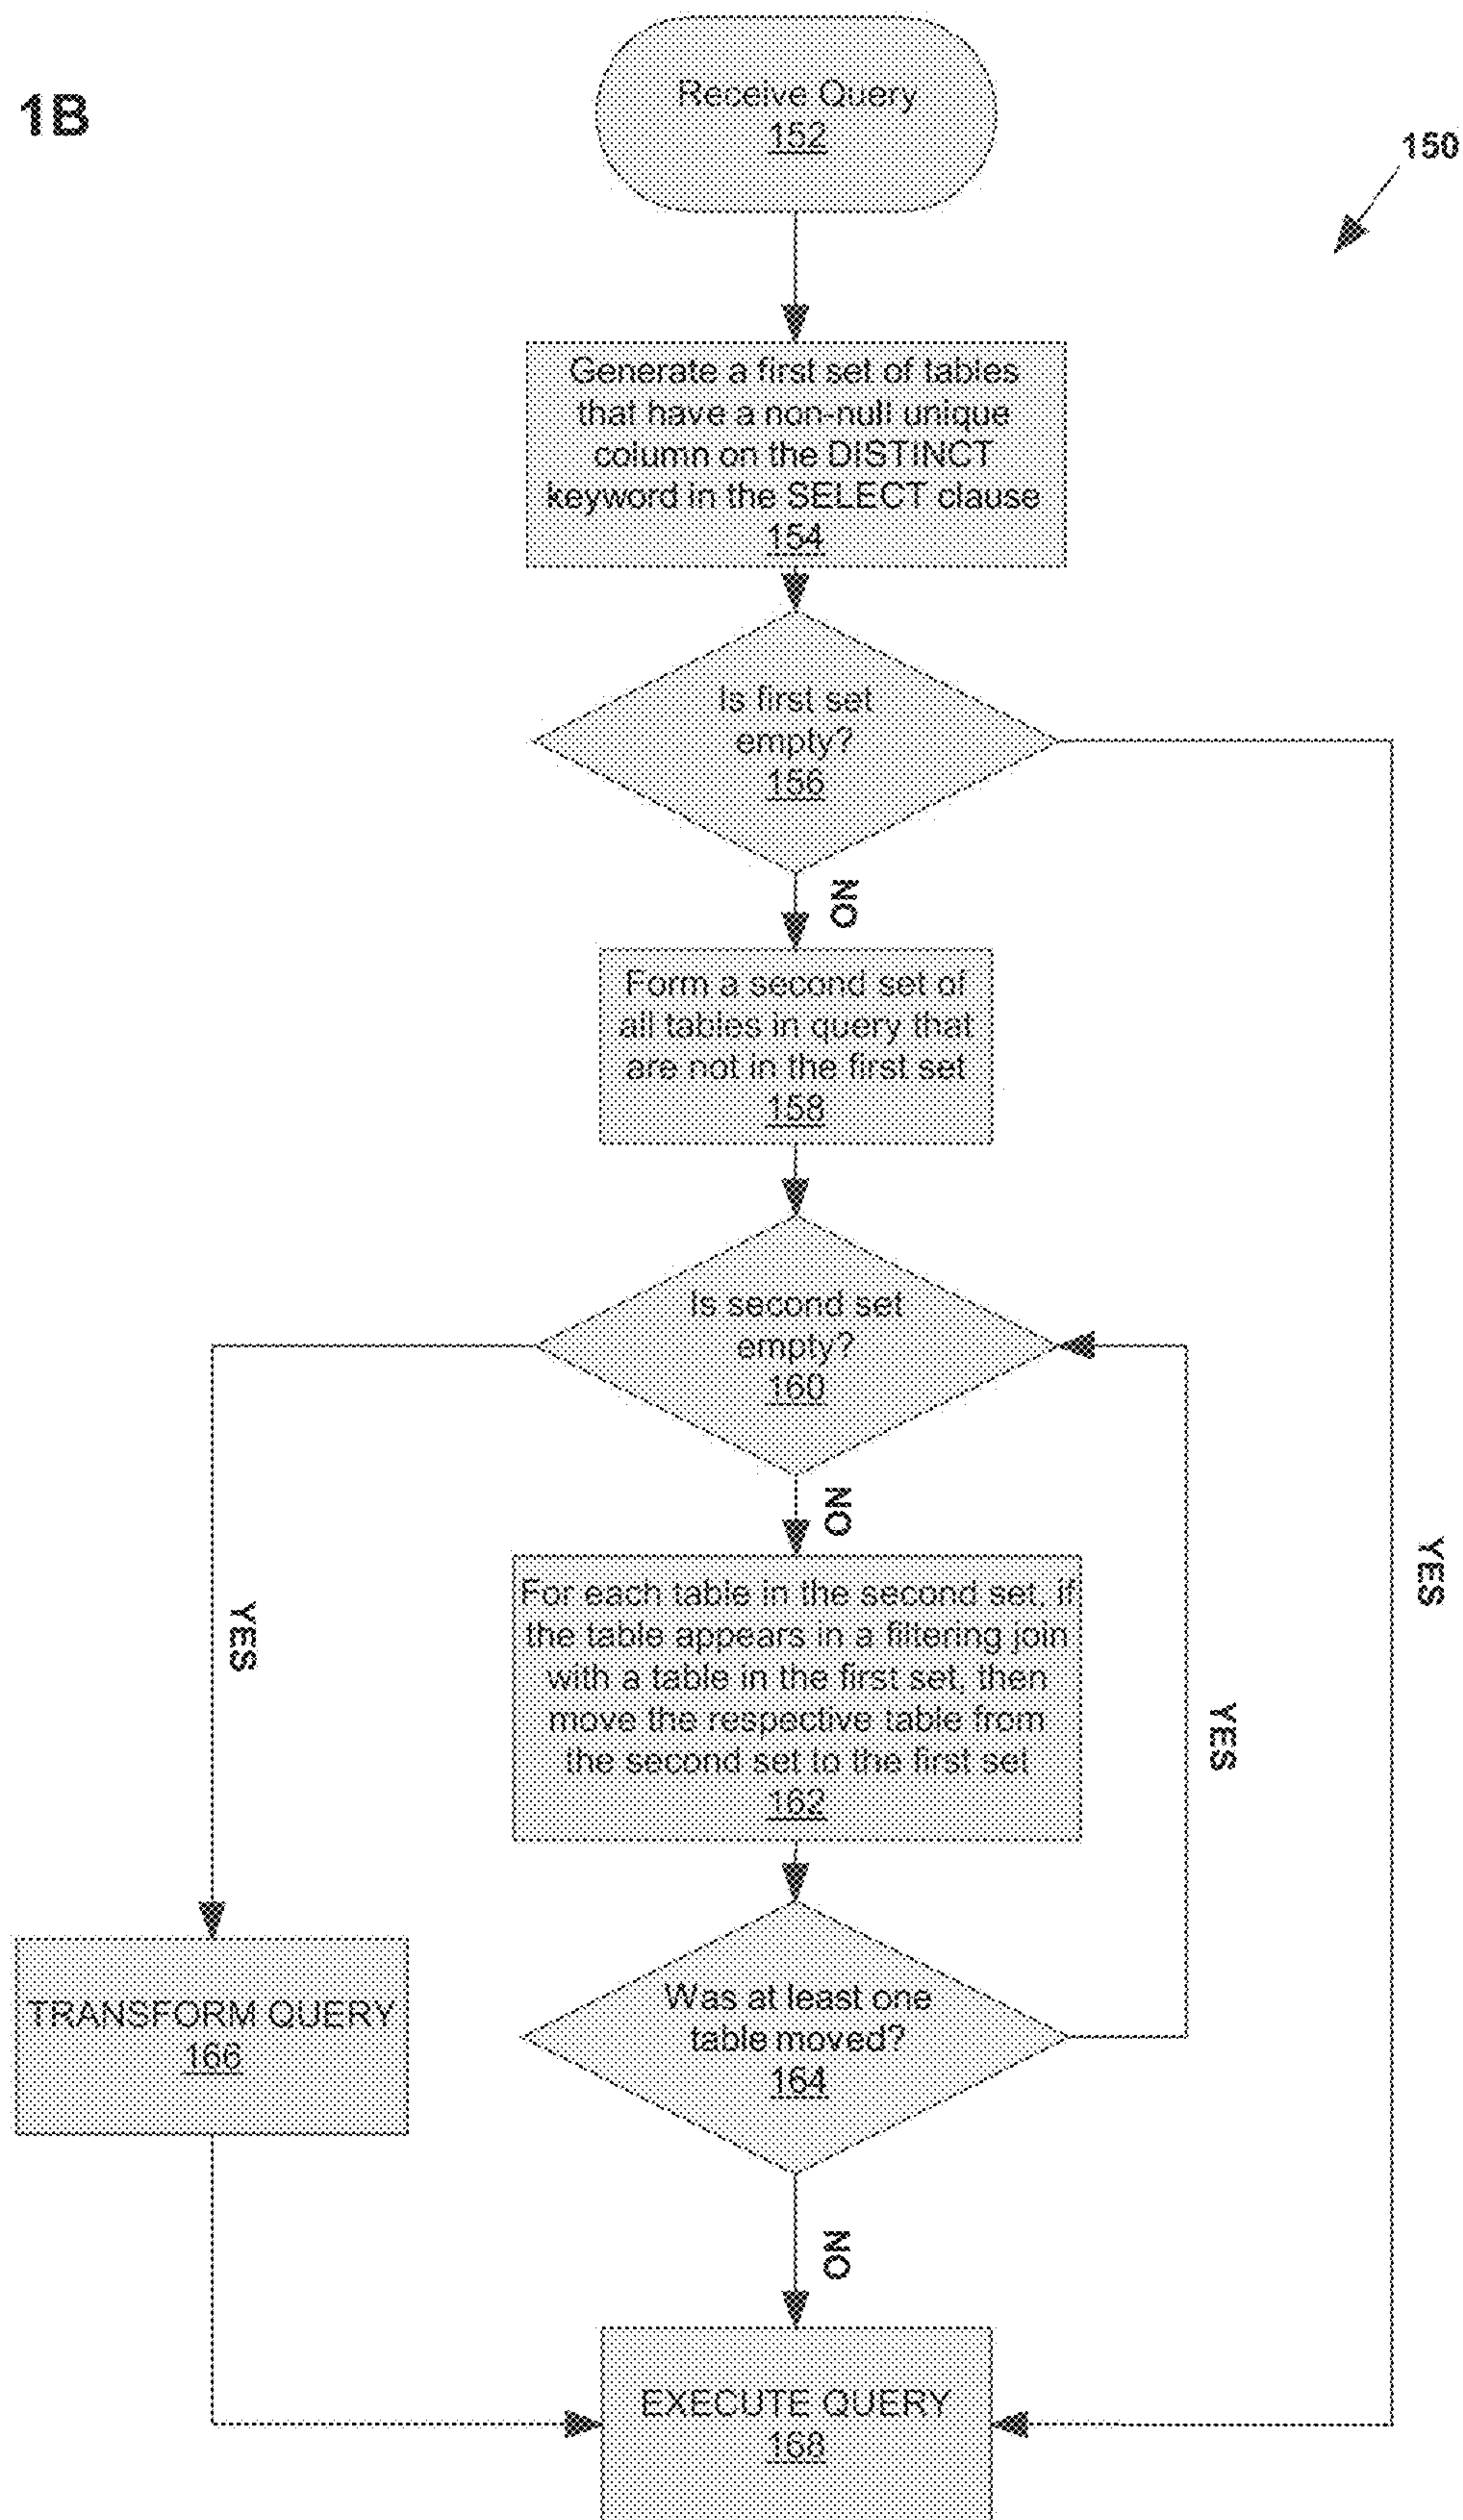 1B
150
Receive Query
152
Generate a first set of tables
that have a non-null unique
column on the DISTINCT
keyword in the SELECT clause
154
Is first set
empty?
156
YES
NO
Form a second set of
all tables in query that
are not in the first set
158
Is second set
empty?
160
YES
NO
For each table in the second set, if
the table appears in a filtering join
with a table in the first set, then
move the respective table from
the second set to the first set
162
YES
Was at least one
table moved?
164
TRANSFORM QUERY
166
NO
EXECUTE QUERY
168